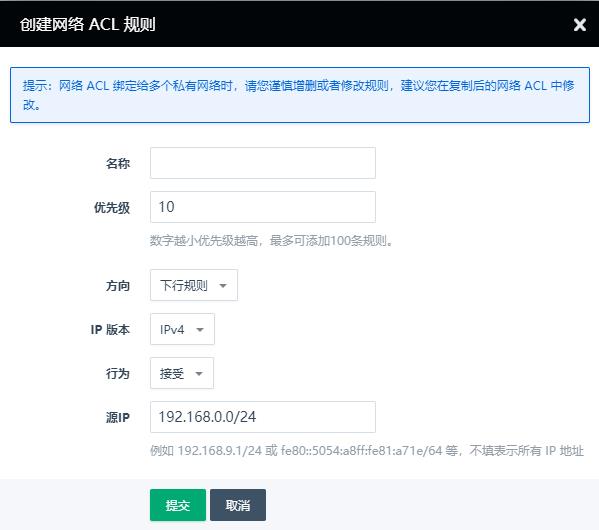 创建网络 ACL 规则
提示：网络 ACL 绑定给多个私有网络时，请您谨慎增删或者修改规则，建议您在复制后的网络 ACL 中修
改。
名称
优先级 10
数字越小优先级越高，最多可添加100条规则。
方向 下行规则
IP 版本 IPv4
行为 接受
源IP 192.168.0.0/24
例如 192.168.9.1/24 或 fe80::5054:a8ff:fe81:a71e/64 等，不填表示所有 IP 地址
提交 取消